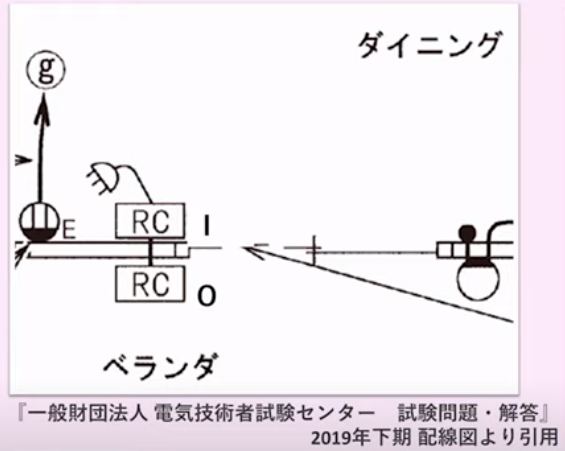 ダイニング
g
E
RC I
RC O
ベランダ
『一般財団法人 電気技術者試験センター　試験問題・解答』
2019年下期 配線図より引用